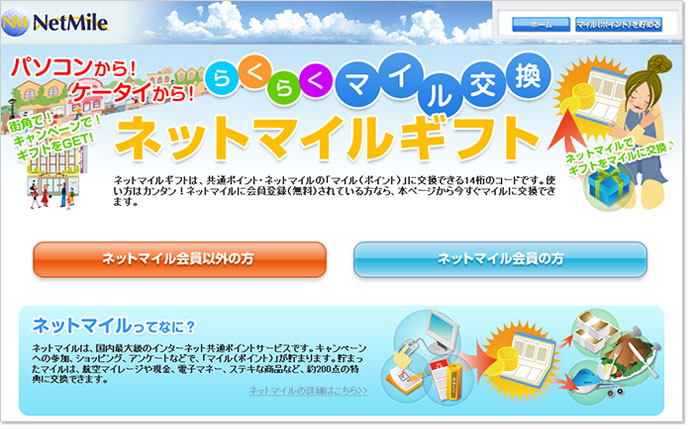 NM NetMile
ホーム
マイル(ポイント)を貯める
パソコンから!
ケータイから!
らくらくマイル交換
街角で!
キャンペーンで!
ギフトをGET!
ネットマイルギフト
ネットマイルで
ギフトをマイルに交換♪
ネットマイルギフトは、共通ポイント・ネットマイルの「マイル(ポイント)」に交換できる14桁のコードです。使
い方はカンタン!ネットマイルに会員登録(無料)されている方なら、本ページから今すぐマイルに交換でき
ます。
ネットマイル会員以外の方
ネットマイル会員の方
ネットマイルってなに?
ネットマイルは、国内最大級のインターネット共通ポイントサービスです。キャンペーン
への参加、ショッピング、アンケートなどで、「マイル(ポイント)」が貯まります。貯まっ
たマイルは、航空マイレージや現金、電子マネー、ステキな商品など、約200点の特
典に交換できます。
ネットマイルの詳細はこちら>>